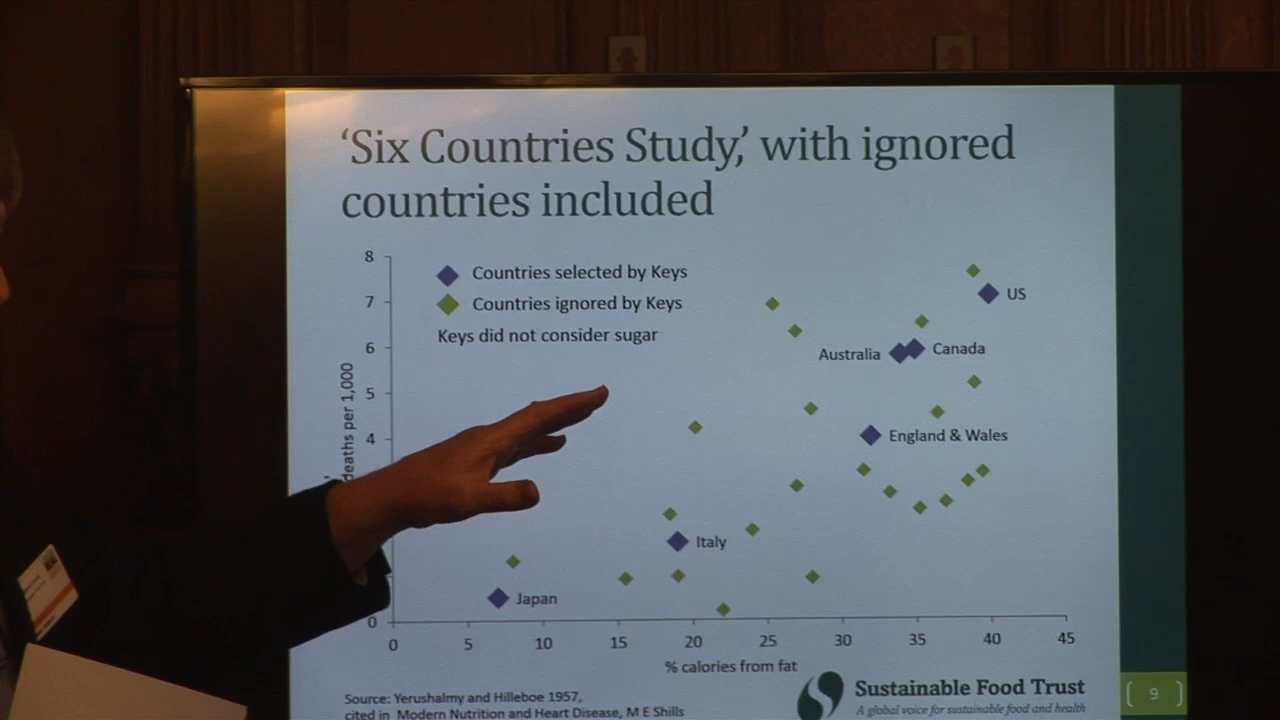 ‘Six Countries Study,’ with ignored
countries included
8
7
6
5
4
0
deaths per 1,000
Countries selected by Keys
Countries ignored by Keys
Keys did not consider sugar
US
Australia
Canada
England & Wales
Italy
Japan
0 5 10 15 20 25 30 35 40 45
% calories from fat
Source: Yerushalmy and Hilleboe 1957,
cited in Modern Nutrition and Heart Disease, M E Shills
Sustainable Food Trust
A global voice for sustainable food and health
9